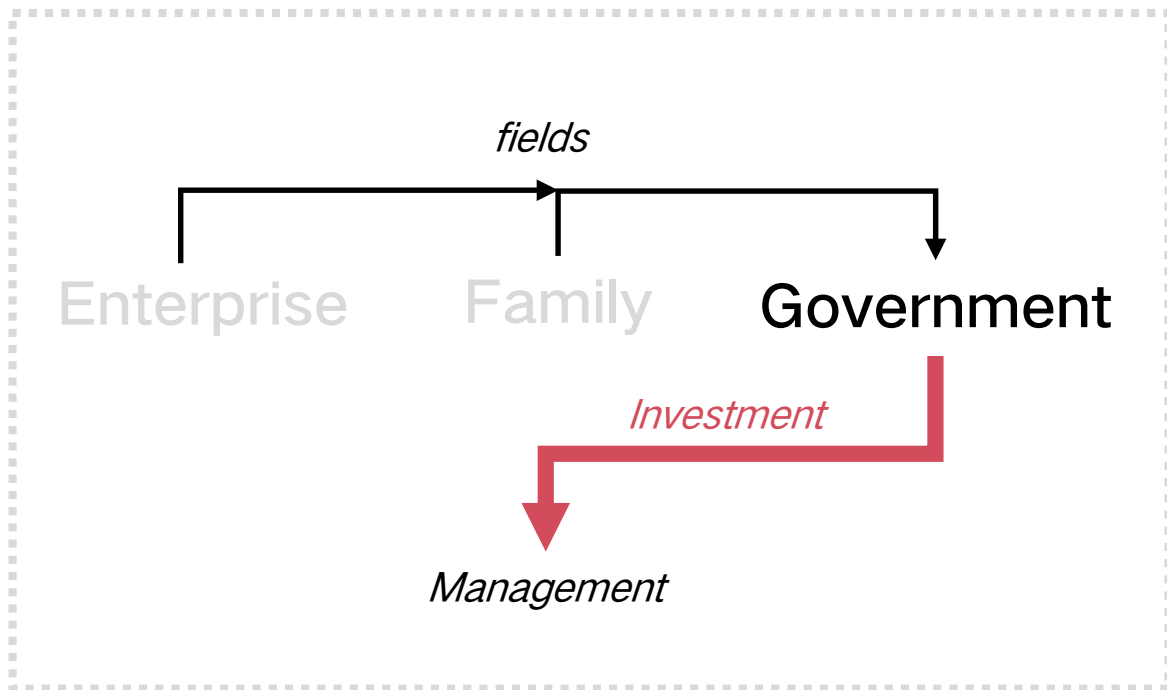 fields
Enterprise
Family
Government
Investment
Management